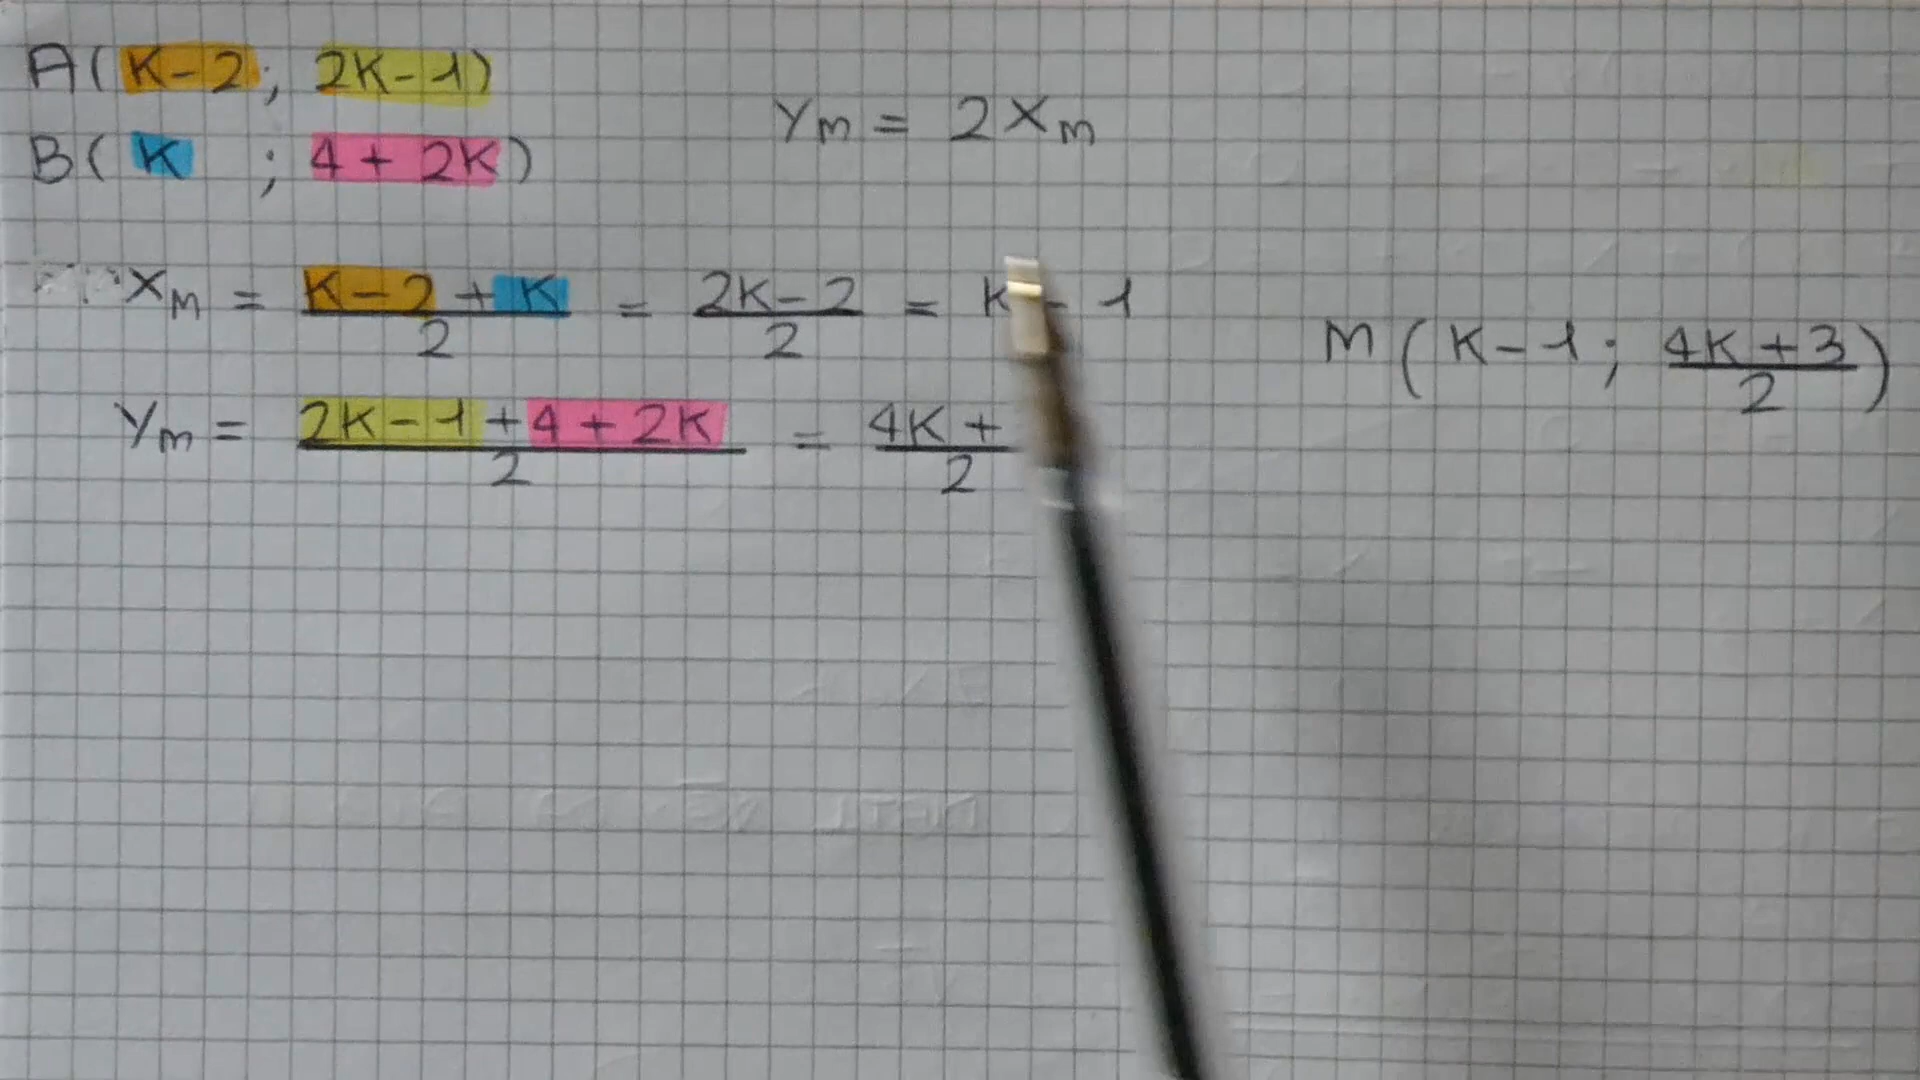 A(K-2; 2K-1)
B(K ; 4+2K)
Ym = 2Xm
XM = K-2+K/2 = 2K-2/2 = K-1
Ym = 2K-1+4+2K/2 = 4K+/2
M(K-1; 4K+3/2)